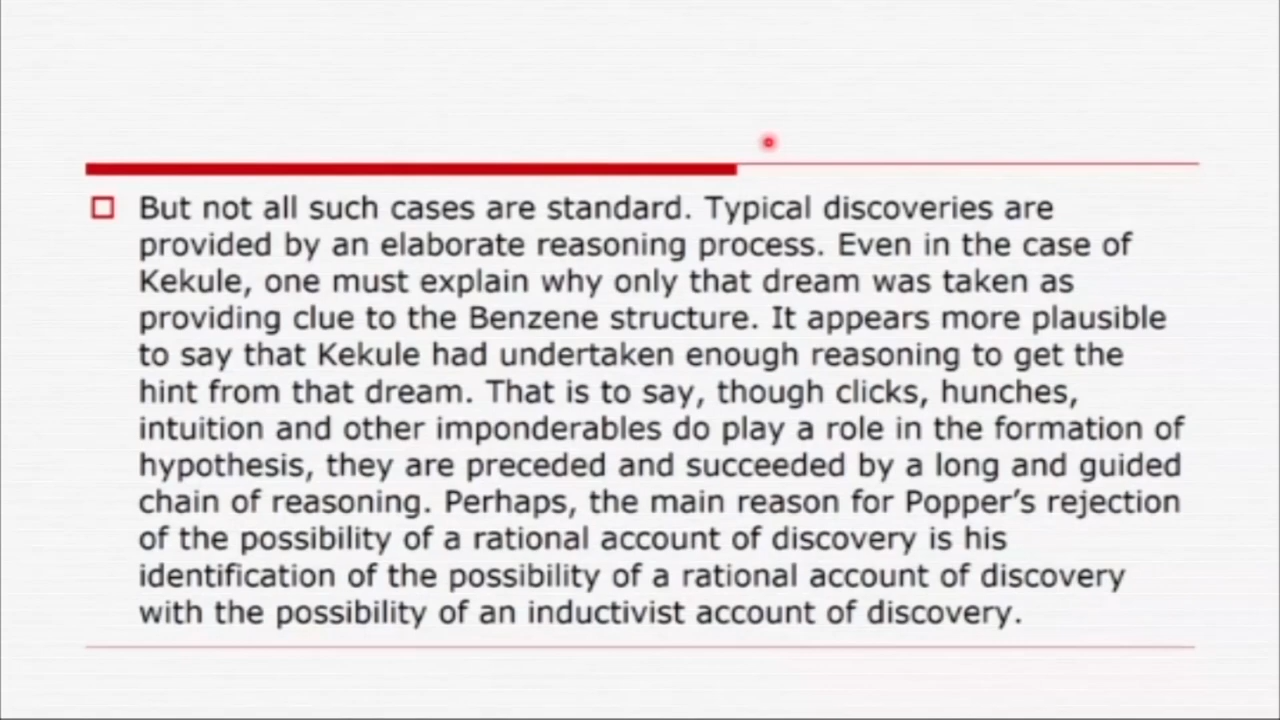 But not all such cases are standard. Typical discoveries are
provided by an elaborate reasoning process. Even in the case of
Kekule, one must explain why only that dream was taken as
providing clue to the Benzene structure. It appears more plausible
to say that Kekule had undertaken enough reasoning to get the
hint from that dream. That is to say, though clicks, hunches,
intuition and other imponderables do play a role in the formation of
hypothesis, they are preceded and succeeded by a long and guided
chain of reasoning. Perhaps, the main reason for Popper’s rejection
of the possibility of a rational account of discovery is his
identification of the possibility of a rational account of discovery
with the possibility of an inductivist account of discovery.